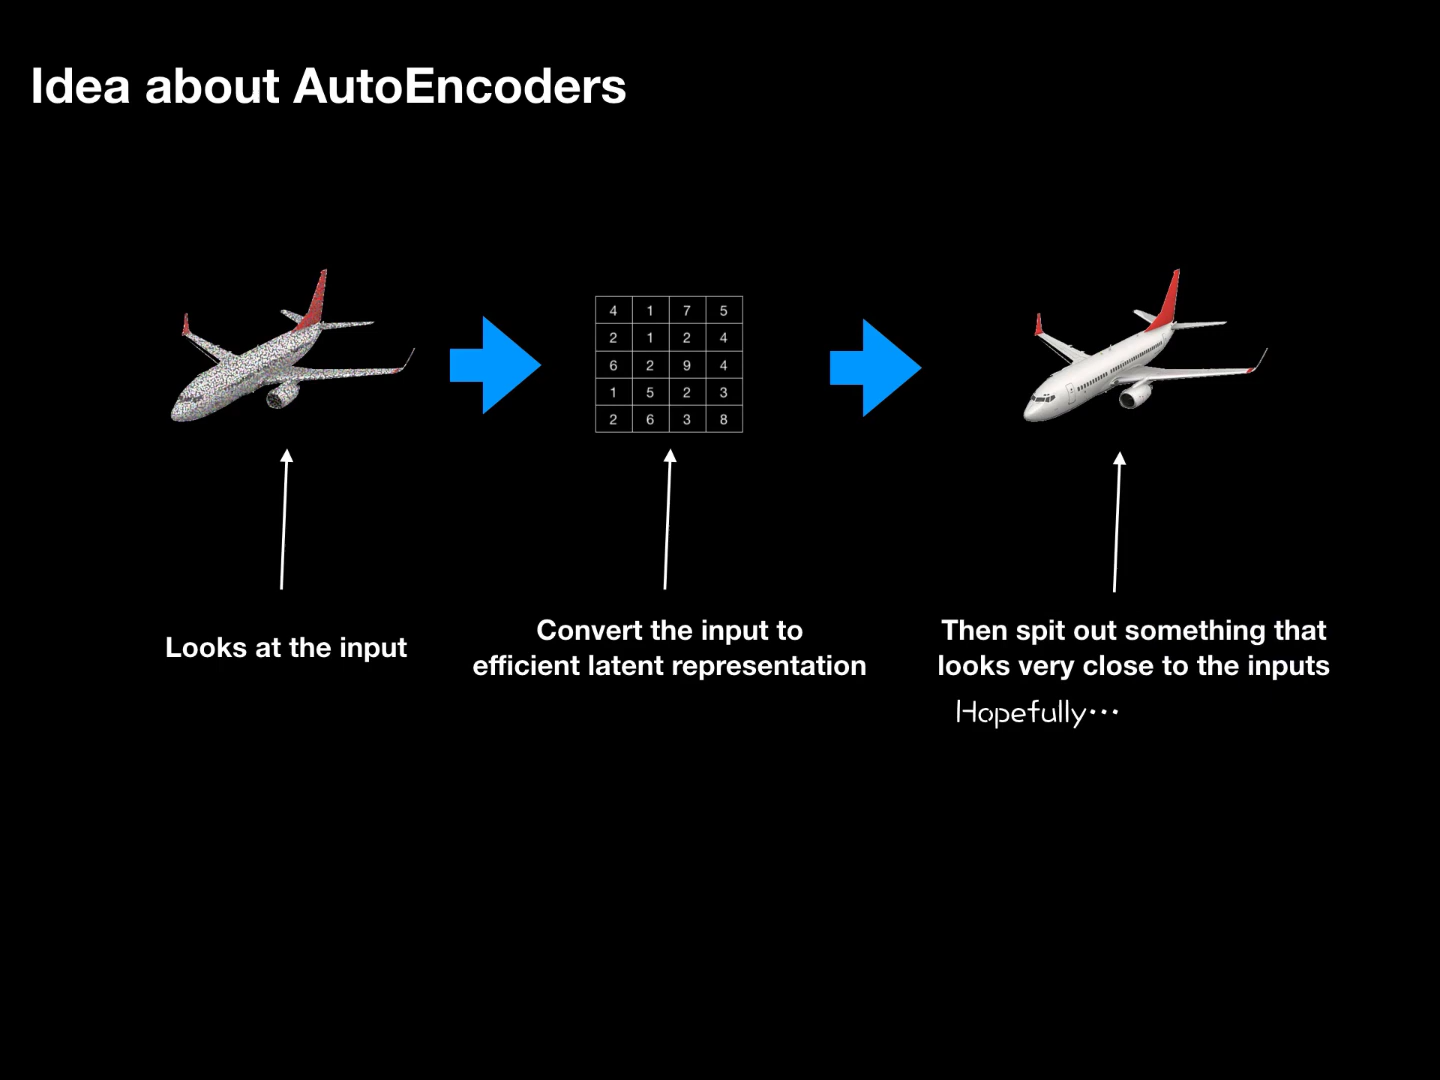 Idea about AutoEncoders
4 1 7 5
2 1 2 4
6 2 9 4
1 5 2 3
2 6 3 8
Looks at the input
Convert the input to
efficient latent representation
Then spit out something that
looks very close to the inputs
Hopefully…